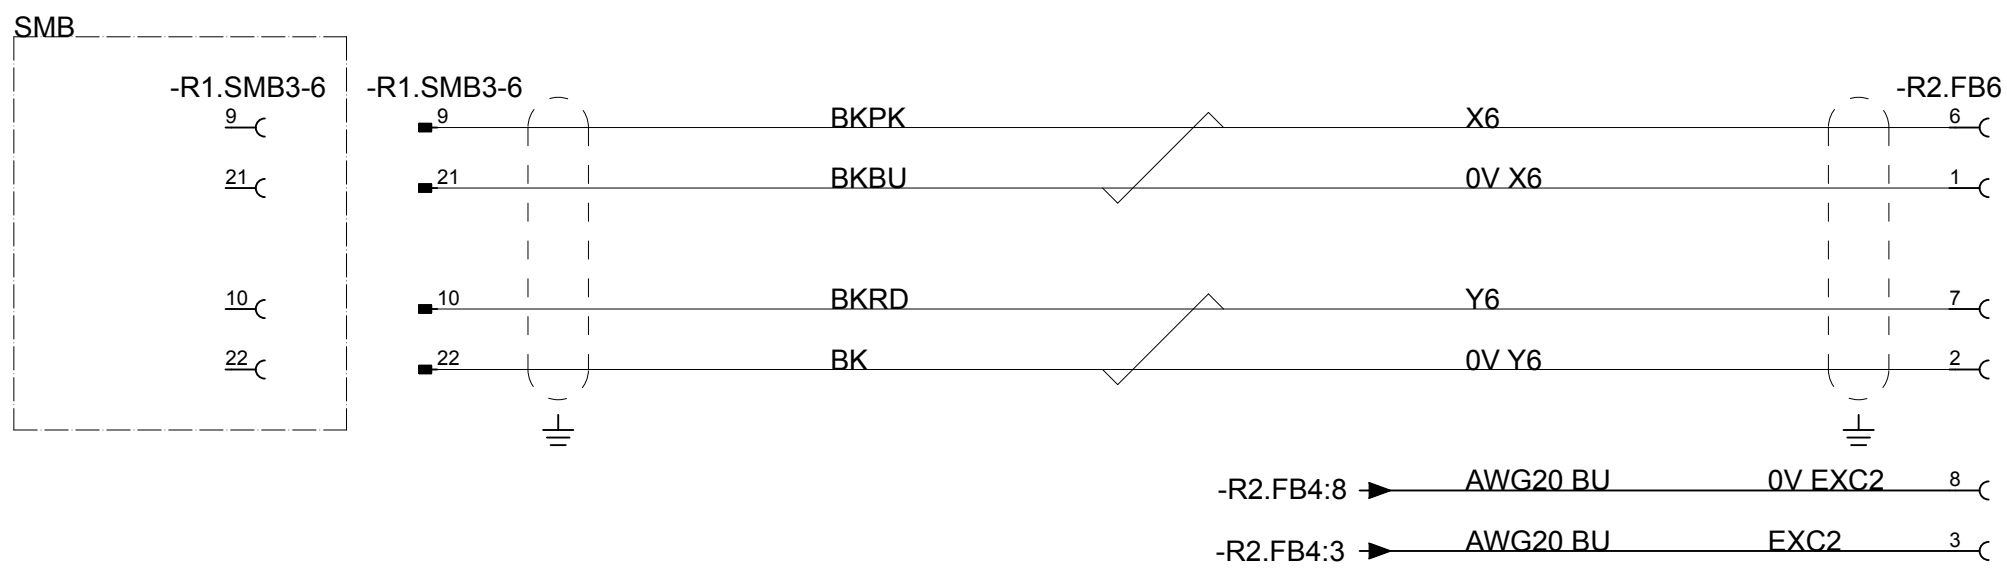 SMB
-R1.SMB3-6 -R1.SMB3-6 -R2.FB6
9 9 BKPK X6 6
21 21 BKBU 0V X6 1
10 10 BKRD Y6 7
22 22 BK 0V Y6 2
-R2.FB4:8 AWG20 BU 0V EXC2 8
-R2.FB4:3 AWG20 BU EXC2 3